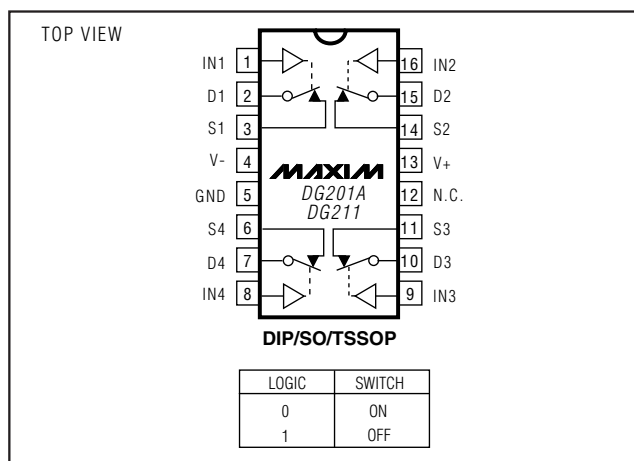 TOP VIEW
IN1 1 16 IN2
D1 2 15 D2
S1 3 14 S2
V- 4 13 V+
MAXIM
GND 5 DG201A 12 N.C.
DG211
S4 6 11 S3
D4 7 10 D3
IN4 8 9 IN3
DIP/SO/TSSOP
LOGIC SWITCH
0 ON
1 OFF